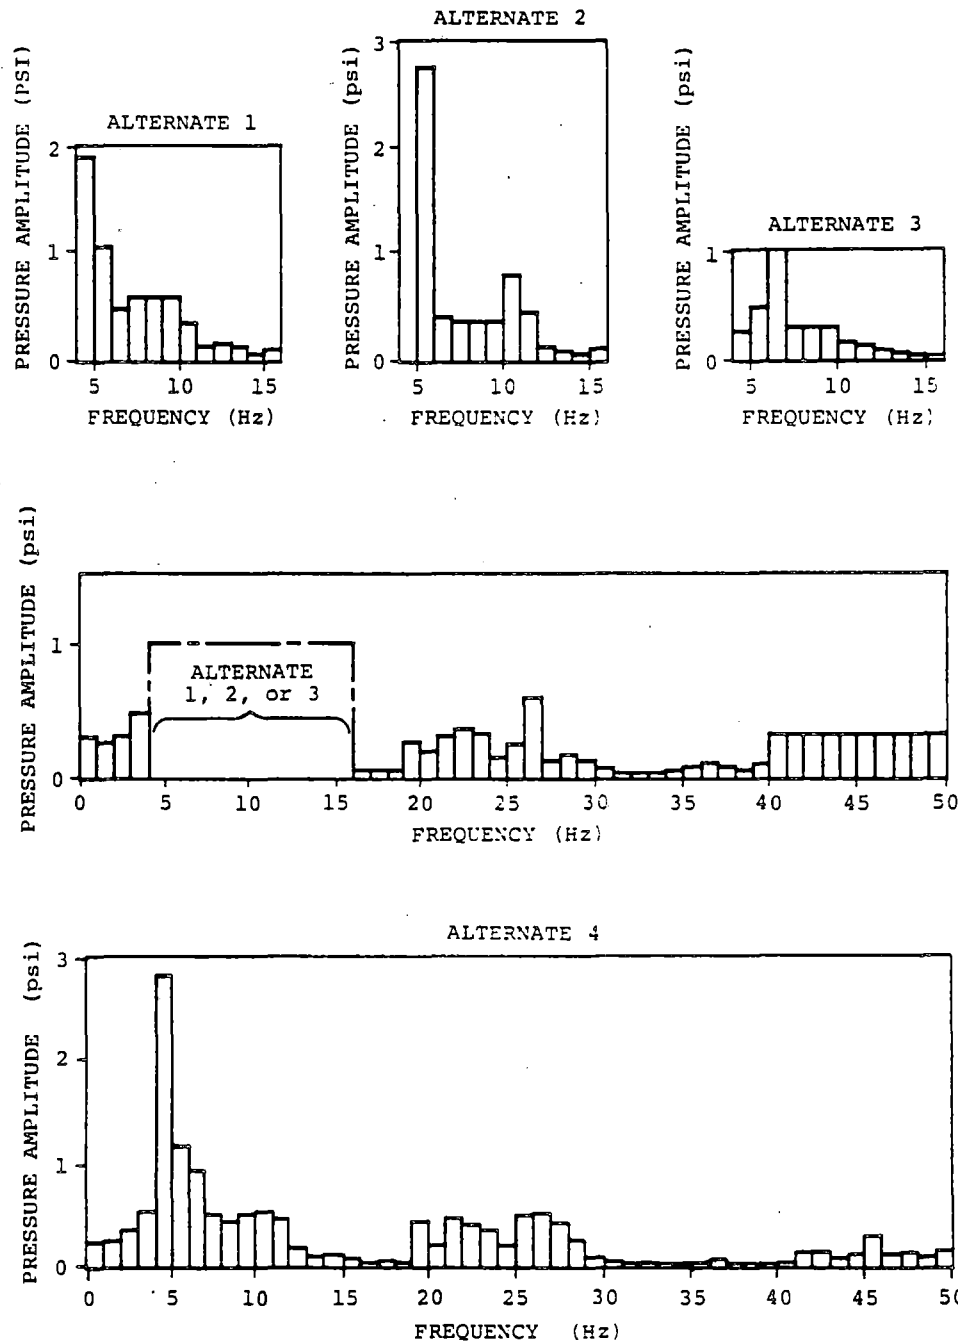 ALTERNATE 1
PRESSURE AMPLITUDE (PSI)
2
1
0
5 10 15
FREQUENCY (Hz)
ALTERNATE 2
PRESSURE AMPLITUDE (psi)
3
2
1
0
5 10 15
FREQUENCY (Hz)
ALTERNATE 3
PRESSURE AMPLITUDE (psi)
1
0
5 10 15
FREQUENCY (Hz)
PRESSURE AMPLITUDE (psi)
1
0
ALTERNATE
1, 2, or 3
0 5 10 15 20 25 30 35 40 45 50
FREQUENCY (Hz)
ALTERNATE 4
PRESSURE AMPLITUDE (psi)
3
2
1
0
0 5 10 15 20 25 30 35 40 45 50
FREQUENCY (Hz)